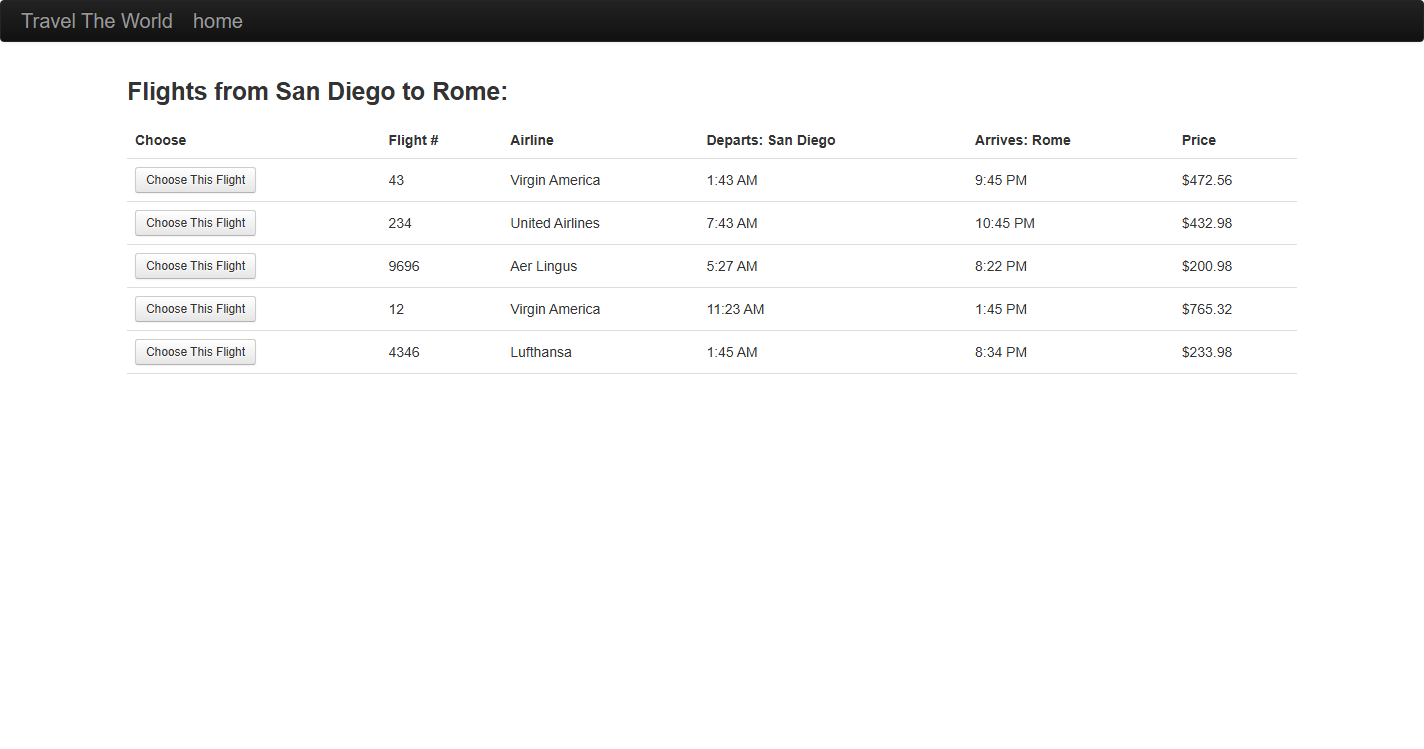 Travel The World home
Flights from San Diego to Rome:
Choose Flight # Airline Departs: San Diego Arrives: Rome Price
Choose This Flight 43 Virgin America 1:43 AM 9:45 PM $472.56
Choose This Flight 234 United Airlines 7:43 AM 10:45 PM $432.98
Choose This Flight 9696 Aer Lingus 5:27 AM 8:22 PM $200.98
Choose This Flight 12 Virgin America 11:23 AM 1:45 PM $765.32
Choose This Flight 4346 Lufthansa 1:45 AM 8:34 PM $233.98